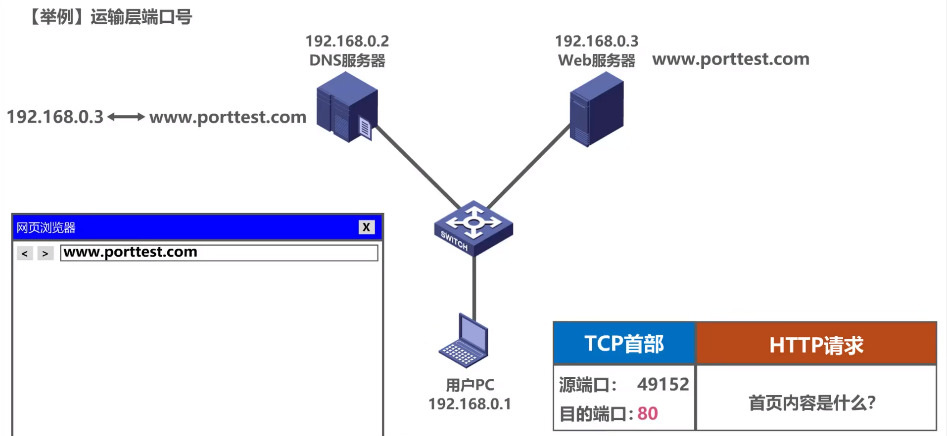 【举例】运输层端口号
192.168.0.2
DNS服务器
192.168.0.3
Web服务器
www.porttest.com
192.168.0.3
www.porttest.com
SWITCH
网页浏览器
X
<
>
www.porttest.com
用户PC
192.168.0.1
TCP首部
HTTP请求
源端口: 49152
目的端口:80
首页内容是什么?